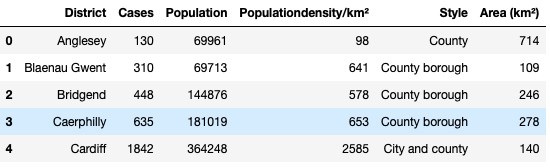 District Cases Population Populationdensity/km² Style Area (km²)
0 Anglesey 130 69961 98 County 714
1 Blaenau Gwent 310 69713 641 County borough 109
2 Bridgend 448 144876 578 County borough 246
3 Caerphilly 635 181019 653 County borough 278
4 Cardiff 1842 364248 2585 City and county 140